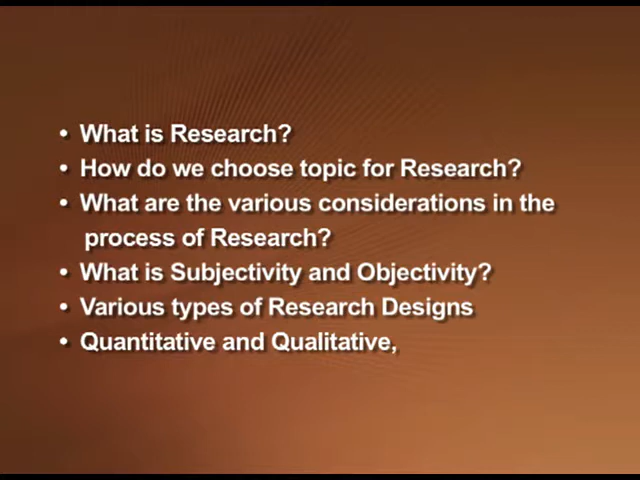 • What is Research?
• How do we choose topic for Research?
• What are the various considerations in the
process of Research?
• What is Subjectivity and Objectivity?
• Various types of Research Designs
• Quantitative and Qualitative,